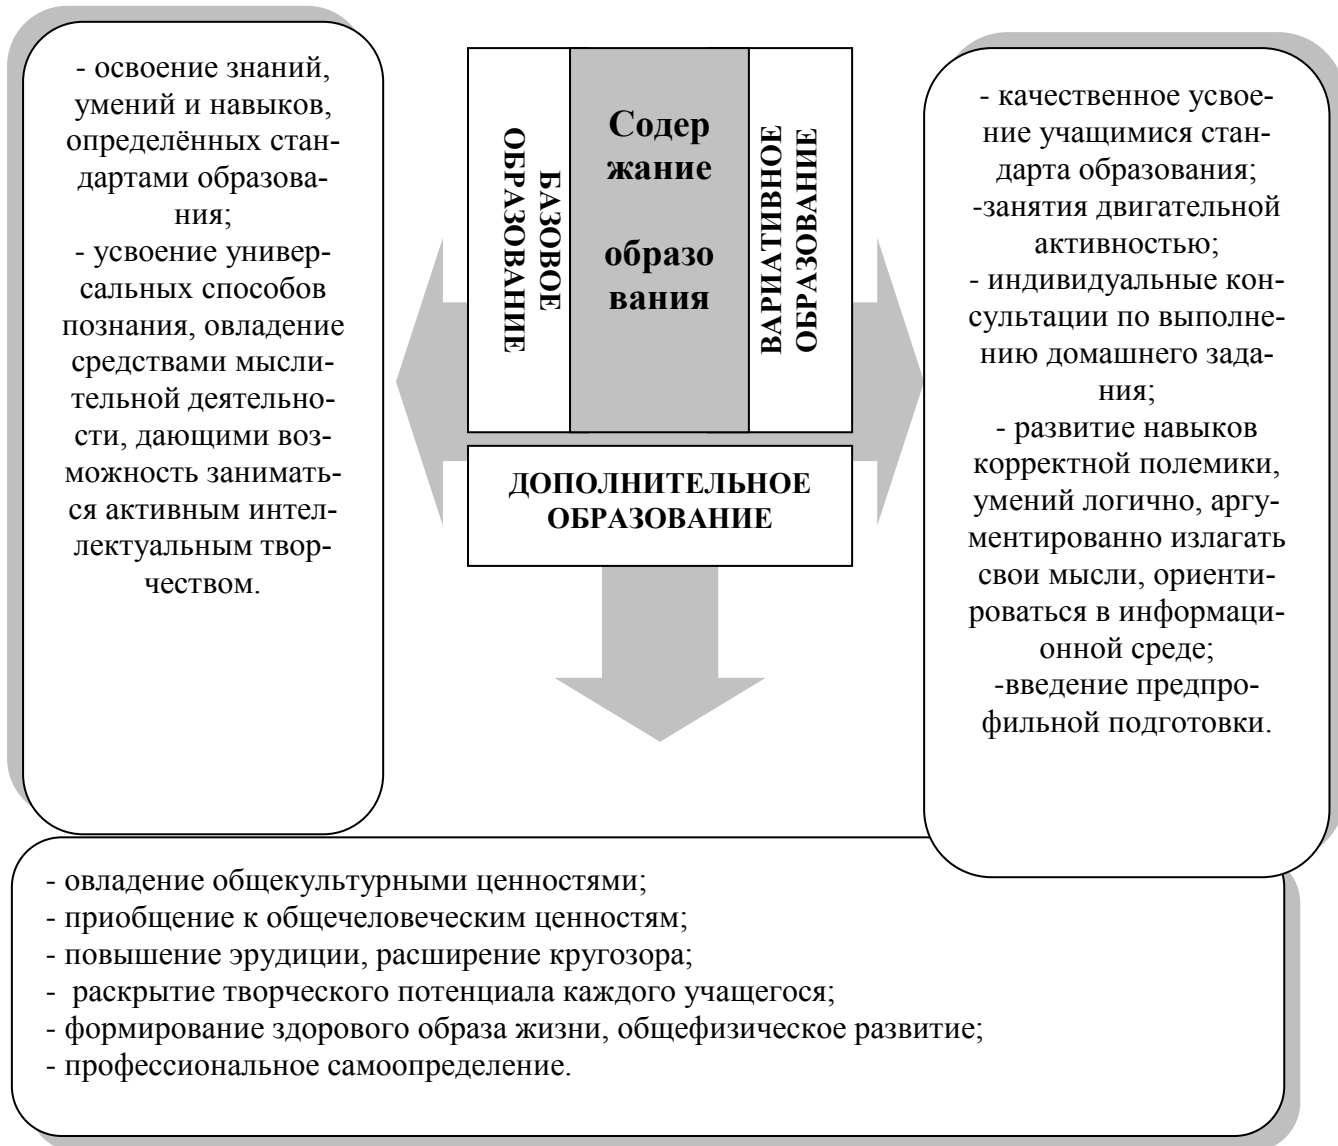 - освоение знаний,
умений и навыков,
определённых стан-
дартами образова-
ния;
- усвоение универ-
сальных способов
познания, овладение
средствами мысли-
тельной деятельно-
сти, дающими воз-
можность занимать-
ся активным интел-
лектуальным твор-
чеством.
БАЗОВОЕ
ОБРАЗОВАНИЕ
Содер
жание
образо
вания
ВАРИАТИВНОЕ
ОБРАЗОВАНИЕ
ДОПОЛНИТЕЛЬНОЕ
ОБРАЗОВАНИЕ
- качественное усвое-
ние учащимися стан-
дарта образования;
-занятия двигательной
активностью;
- индивидуальные кон-
сультации по выполне-
нию домашнего зада-
ния;
- развитие навыков
корректной полемики,
умений логично, аргу-
ментированно излагать
свои мысли, ориенти-
роваться в информаци-
онной среде;
-введение предпро-
фильной подготовки.
- овладение общекультурными ценностями;
- приобщение к общечеловеческим ценностям;
- повышение эрудиции, расширение кругозора;
-  раскрытие творческого потенциала каждого учащегося;
- формирование здорового образа жизни, общефизическое развитие;
- профессиональное самоопределение.